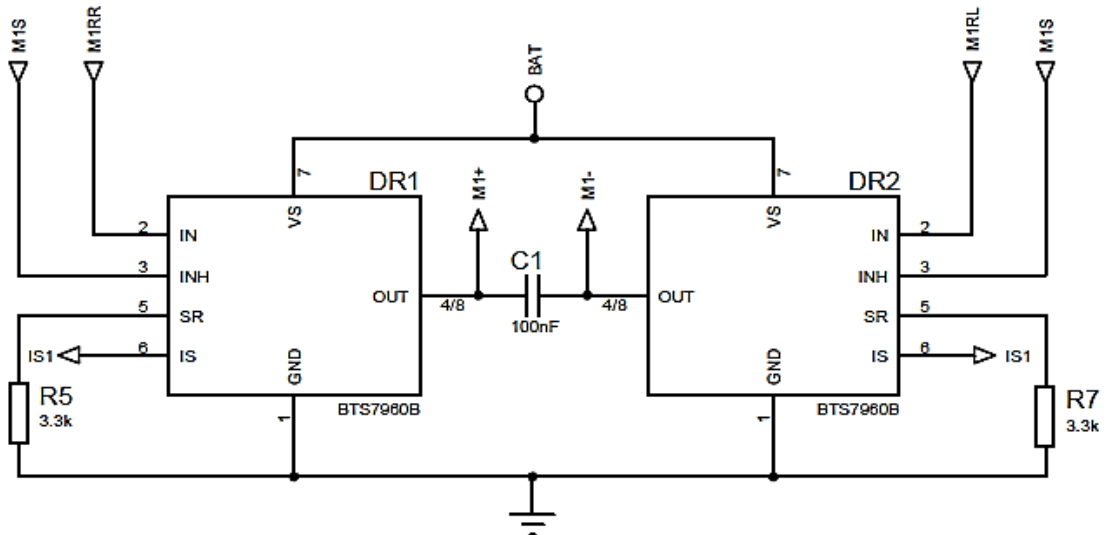 M1S
M1RR
BAT
M1RL
M1S
7
DR1
M1+
M1-
7
DR2
VS
VS
2
IN
IN
2
3
INH
C1
INH
3
OUT
4/8
100nF
4/8
OUT
5
SR
SR
5
IS1
6
IS
IS
6
IS1
GND
GND
R5
3.3k
1
BTS7960B
1
BTS7960B
R7
3.3k